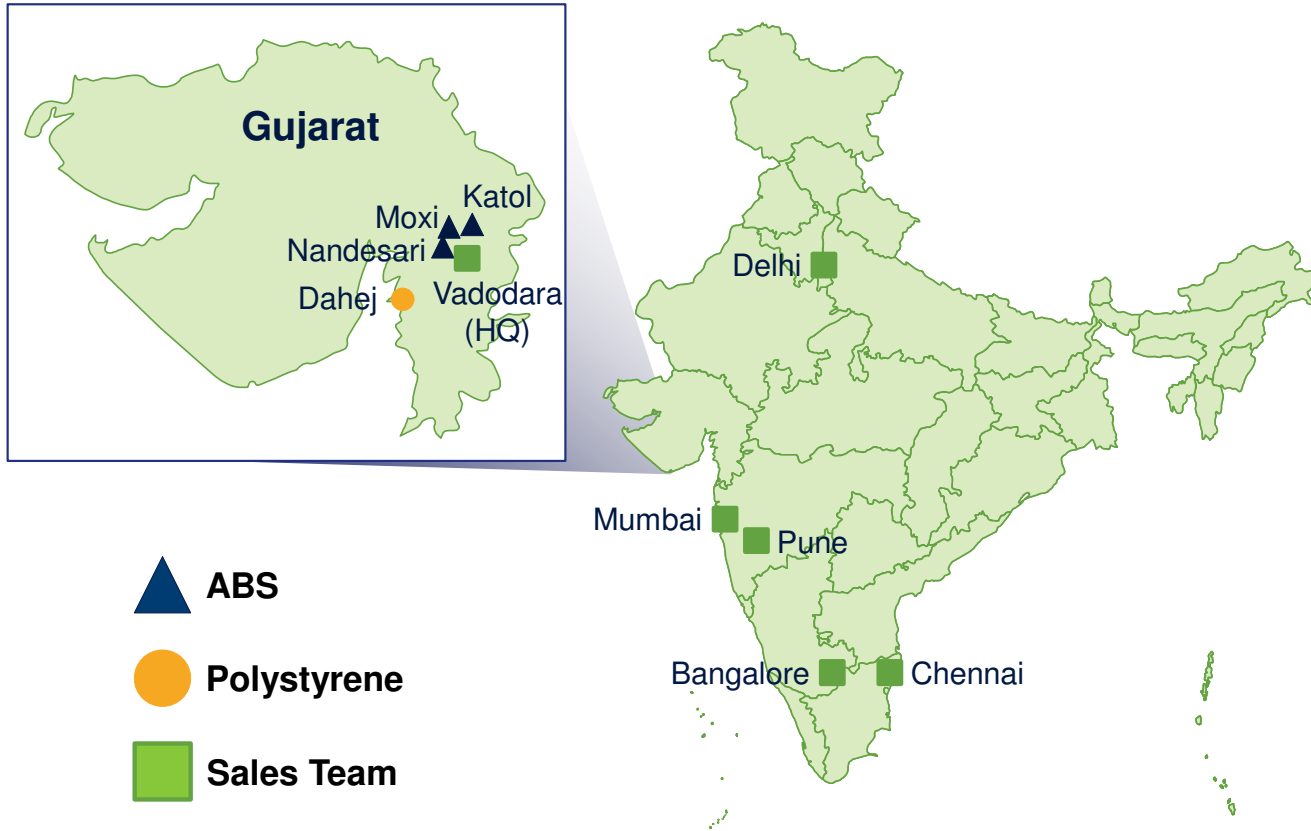 Gujarat
Katol
Moxi
Nandesari
Dahej
Vadodara
(HQ)
Delhi
Mumbai
Pune
Bangalore
Chennai
ABS
Polystyrene
Sales Team